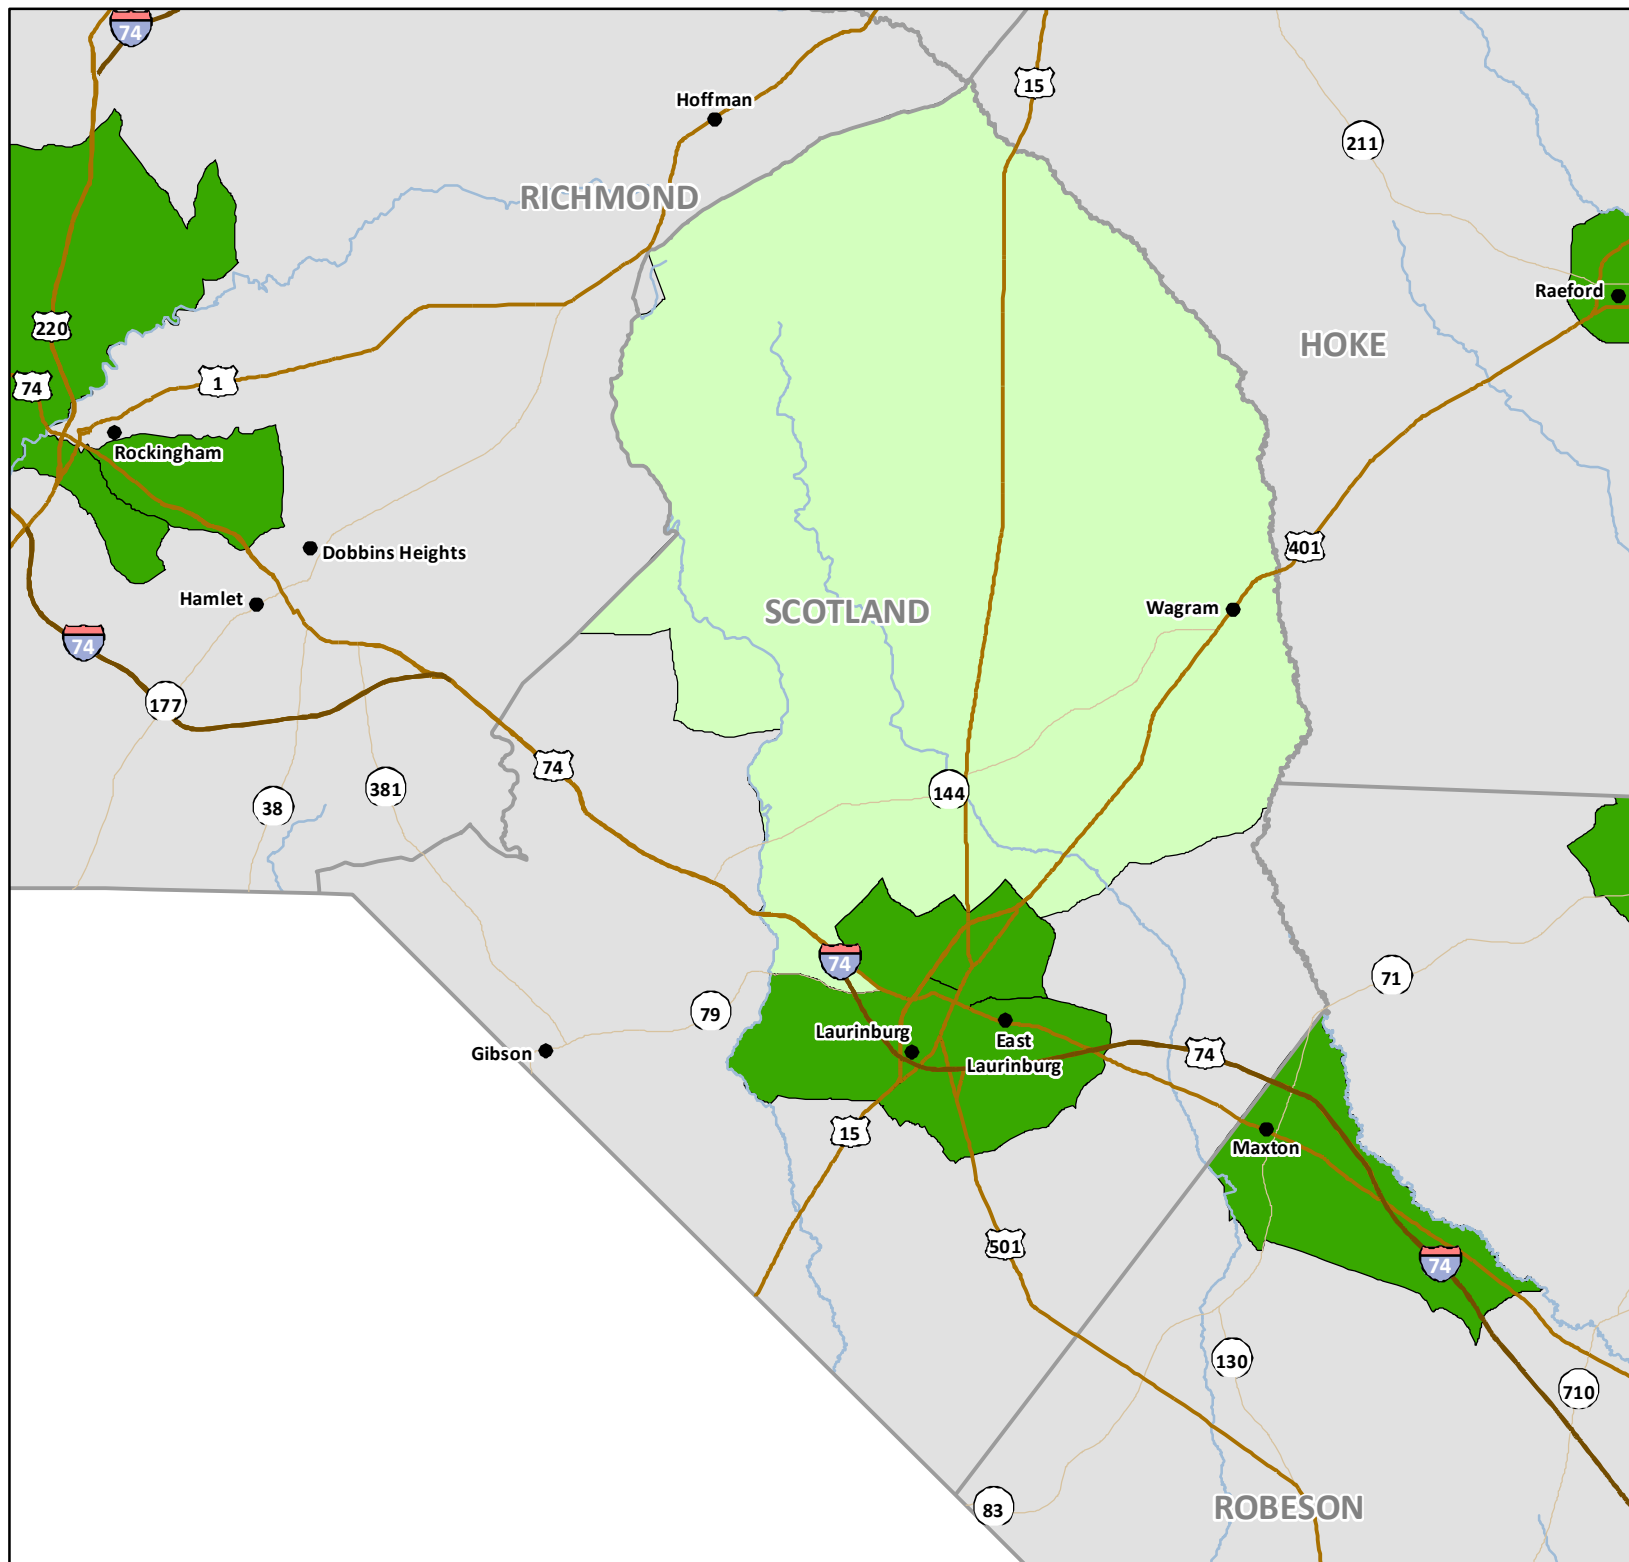 74
15
Hoffman
211
RICHMOND
Raeford
220
HOKE
74
1
Rockingham
401
Dobbins Heights
Hamlet
SCOTLAND
Wagram
74
177
74
381
144
38
74
71
79
Laurinburg
East
Laurinburg
Gibson
74
15
Maxton
501
74
130
710
83
ROBESON